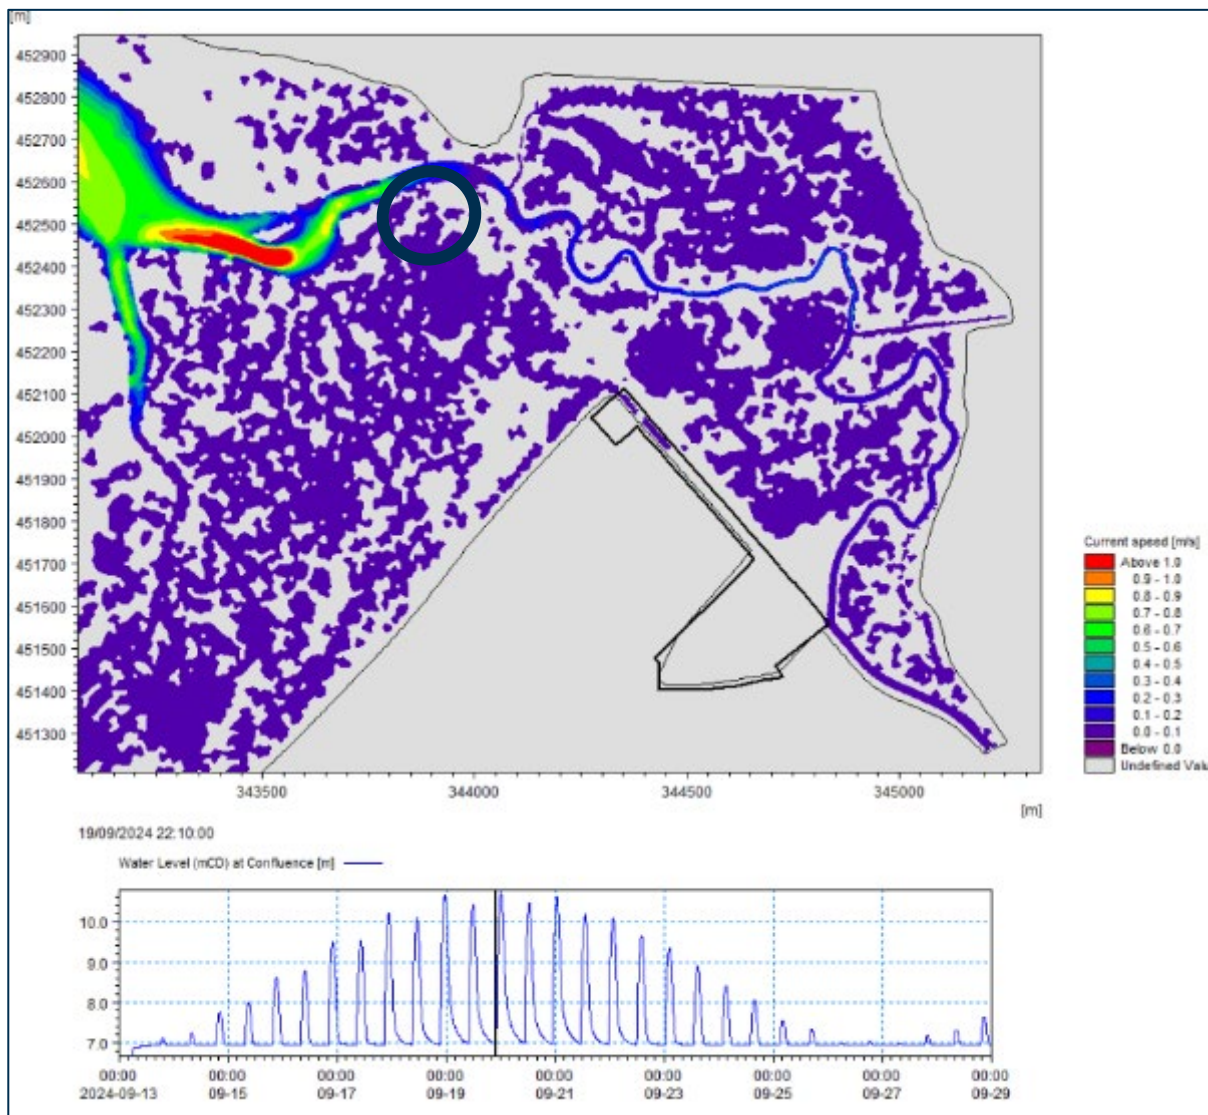 [m]
452900
452800
452700
452600
452500
452400
452300
452200
452100
452000
451900
451800
451700
451600
451500
451400
451300
343500 344000 344500 345000
[m]
Current speed [m/s]
Above 1.0
0.9 - 1.0
0.8 - 0.9
0.7 - 0.8
0.6 - 0.7
0.5 - 0.6
0.4 - 0.5
0.3 - 0.4
0.2 - 0.3
0.1 - 0.2
0.0 - 0.1
Below 0.0
Undefined Valu
19/09/2024 22:10:00
Water Level (mCD) at Confluence [m]
10.0
9.0
8.0
7.0
00:00 00:00 00:00 00:00 00:00 00:00 00:00 00:00 00:00
2024-09-13 09-15 09-17 09-19 09-21 09-23 09-25 09-27 09-29